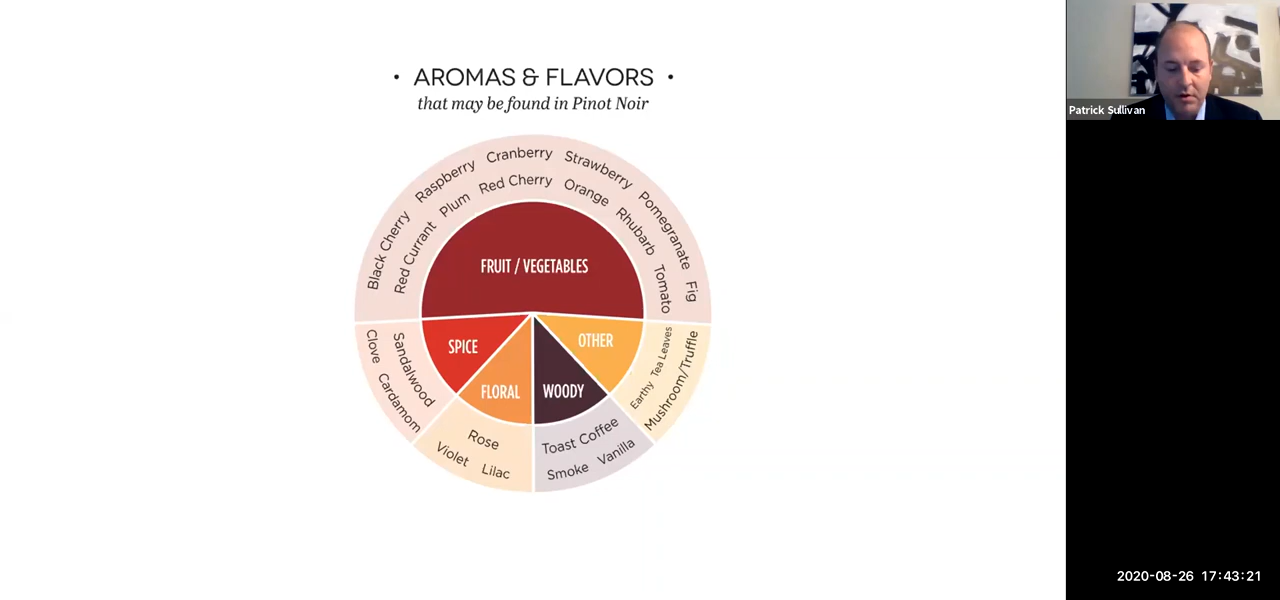 • AROMAS & FLAVORS •
that may be found in Pinot Noir
Black Cherry Raspberry Cranberry Strawberry Pomegranate Fig
Red Currant Plum Red Cherry Orange Rhubarb Tomato
FRUIT / VEGETABLES
SPICE
Clove Cardamom
Sandalwood
FLORAL
Rose
Violet Lilac
WOODY
Toast Coffee
Smoke Vanilla
OTHER
Earthy Tea Leaves
Mushroom/Truffle
Patrick Sullivan
2020-08-26 17:43:21